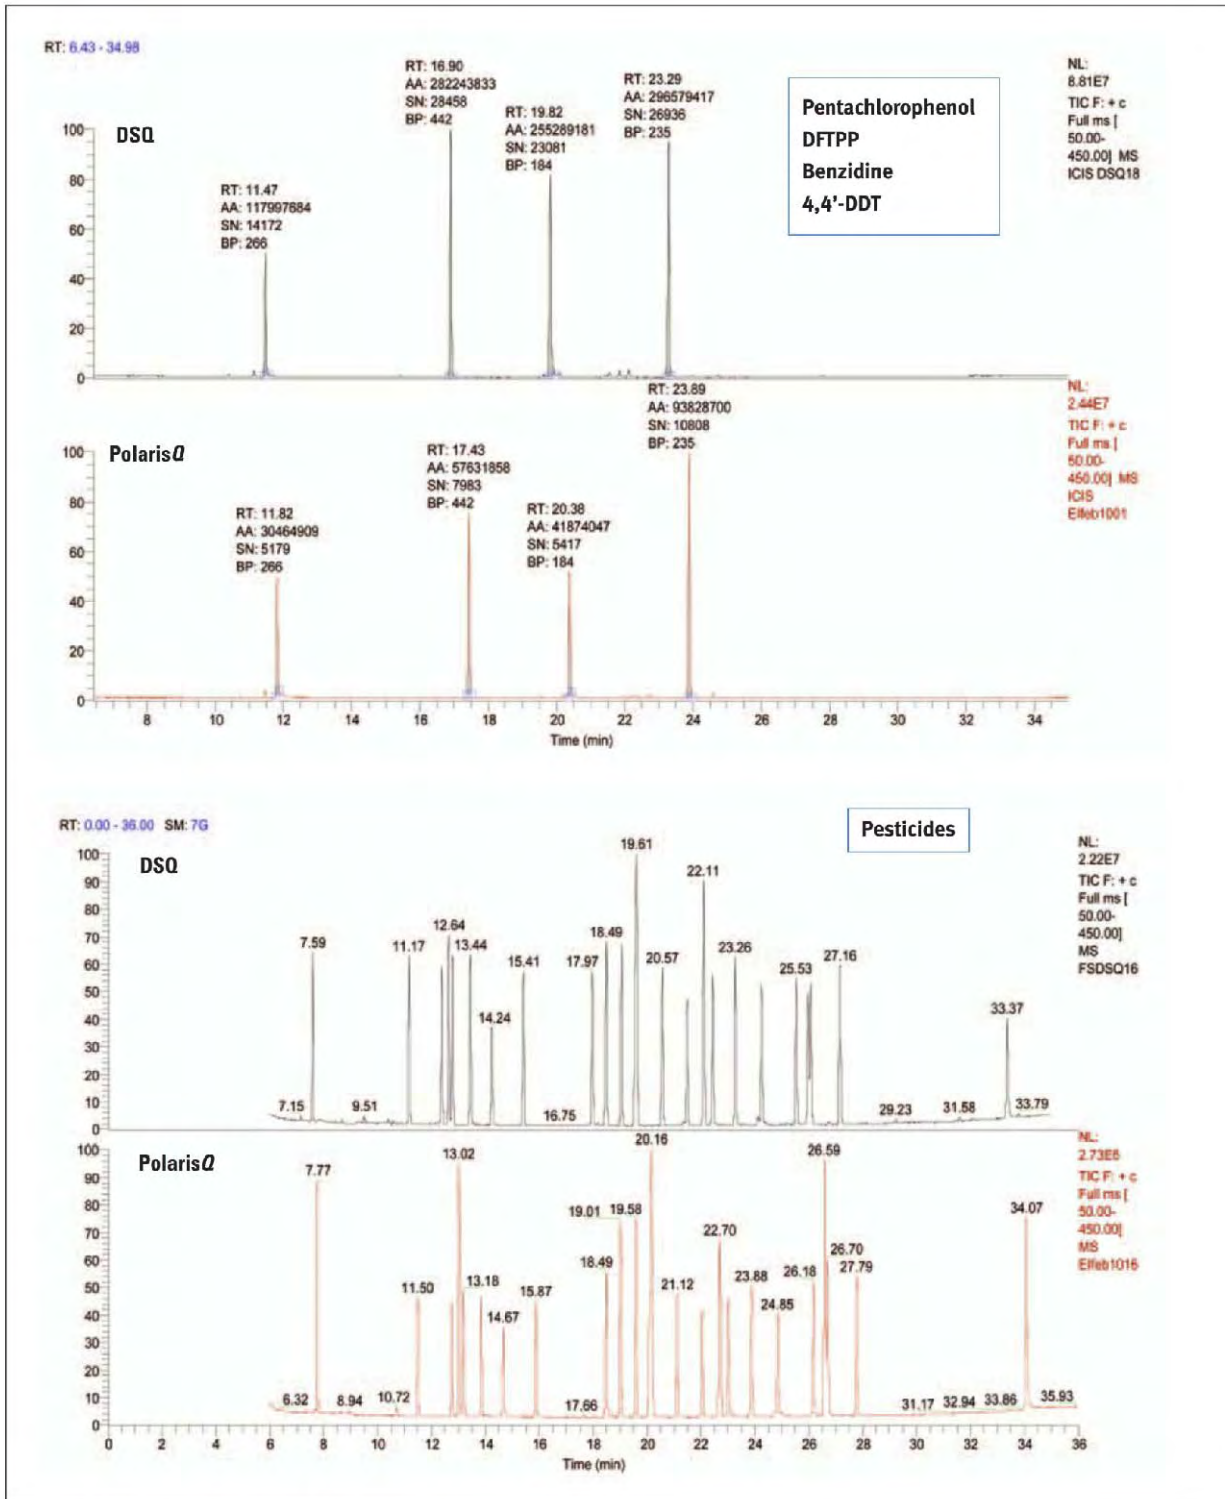 RT: 6.43 - 34.98
NL:
8.81E7
TIC F: + c
Full ms [
50.00-
450.00] MS
ICIS DSQ18
DSQ
RT: 11.47
AA: 117997684
SN: 14172
BP: 266
RT: 16.90
AA: 282243833
SN: 28458
BP: 442
RT: 19.82
AA: 255289181
SN: 23081
BP: 184
RT: 23.29
AA: 296579417
SN: 26936
BP: 235
Pentachlorophenol
DFTPP
Benzidine
4,4'-DDT
100
80
60
40
20
0
NL:
2.44E7
TIC F: + c
Full ms [
50.00-
450.00] MS
ICIS
Elfeb1001
PolarisQ
RT: 11.82
AA: 30464909
SN: 5179
BP: 266
RT: 17.43
AA: 57631858
SN: 7983
BP: 442
RT: 20.38
AA: 41874047
SN: 5417
BP: 184
RT: 23.89
AA: 93828700
SN: 10808
BP: 235
100
80
60
40
20
0
8 10 12 14 16 18 20 22 24 26 28 30 32 34
Time (min)
RT: 0.00 - 36.00 SM: 7G
Pesticides
NL:
2.22E7
TIC F: + c
Full ms [
50.00-
450.00]
MS
FSDSQ16
DSQ
100
90
80
70
60
50
40
30
20
10
0
7.15 7.59 9.51 11.17 12.64 13.44 14.24 15.41 16.75 17.97 18.49 19.61 20.57 22.11 23.26 25.53 27.16 29.23 31.58 33.37 33.79
NL:
2.73E6
TIC F: + c
Full ms [
50.00-
450.00]
MS
Elfeb1016
PolarisQ
100
90
80
70
60
50
40
30
20
10
0
6.32 7.77 8.94 10.72 11.50 13.02 13.18 14.67 15.87 17.66 18.49 19.01 19.58 20.16 21.12 22.70 23.88 24.85 26.18 26.59 26.70 27.79 31.17 32.94 33.86 34.07 35.93
0 2 4 6 8 10 12 14 16 18 20 22 24 26 28 30 32 34 36
Time (min)